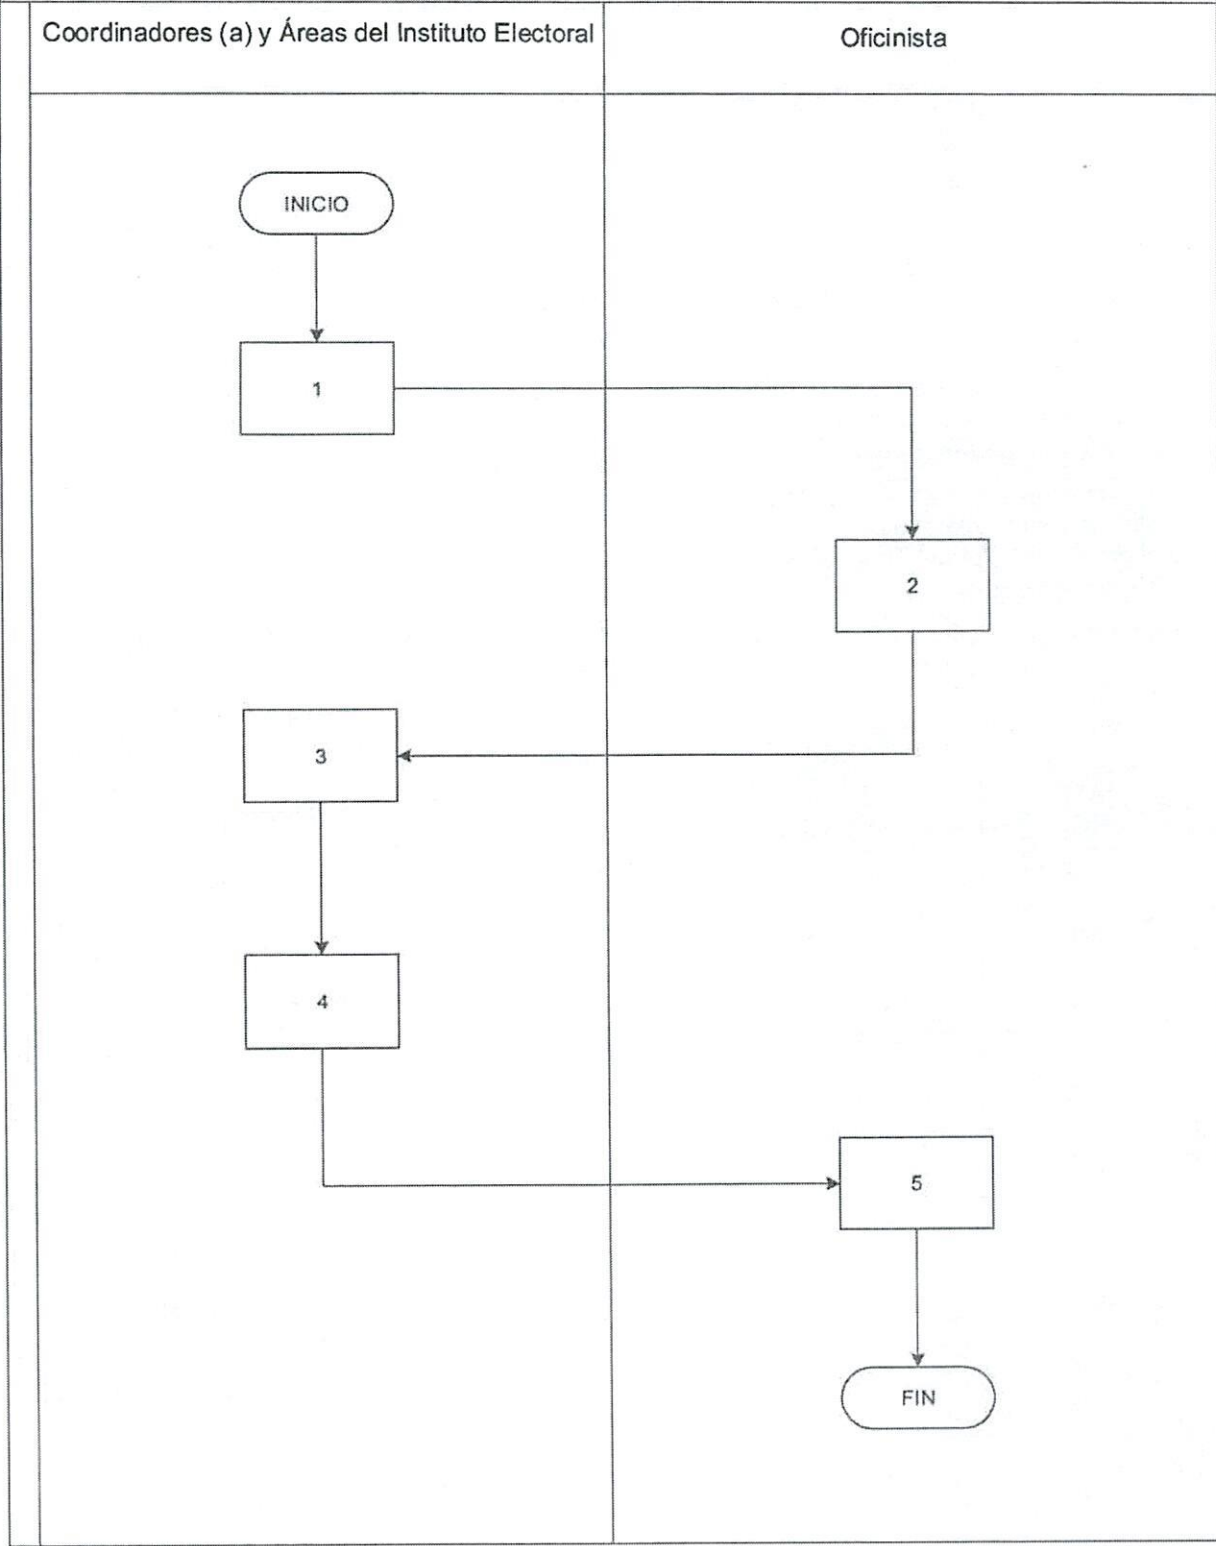 Coordinadores (a) y Áreas del Instituto Electoral
Oficinista
INICIO
1
2
3
4
5
FIN